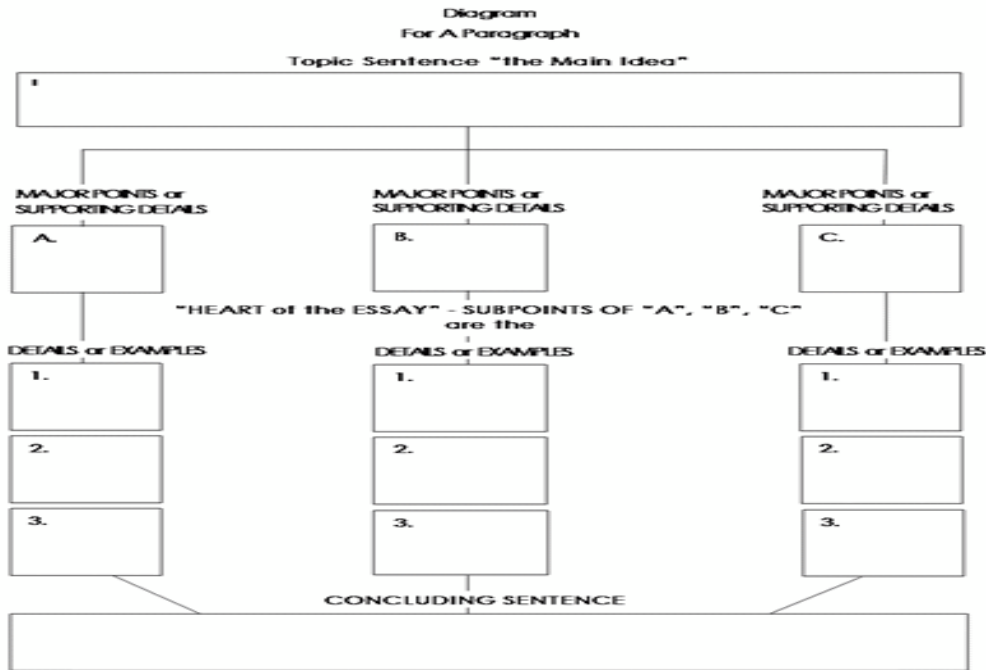 Diagram
For A Paragraph
Topic Sentence "the Main Idea"
I
MAJOR POINTS or
SUPPORTING DETAILS
A.
MAJOR POINTS or
SUPPORTING DETAILS
B.
MAJOR POINTS or
SUPPORTING DETAILS
C.
"HEART of the ESSAY" - SUBPOINTS OF "A", "B", "C"
are the
DETAILS or EXAMPLES
1.
2.
3.
DETAILS or EXAMPLES
1.
2.
3.
DETAILS or EXAMPLES
1.
2.
3.
CONCLUDING SENTENCE